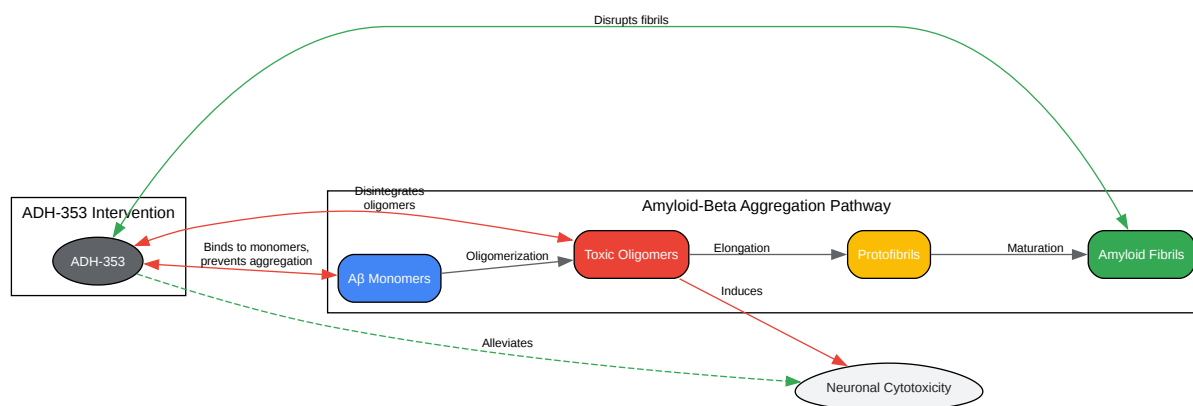 Disrupts fibrils
ADH-353 Intervention
ADH-353
Disintegrates
oligomers
Binds to monomers,
prevents aggregation
Amyloid-Beta Aggregation Pathway
Aβ Monomers
Oligomerization
Toxic Oligomers
Elongation
Protofibrils
Maturation
Amyloid Fibrils
Induces
Alleviates
Neuronal Cytotoxicity